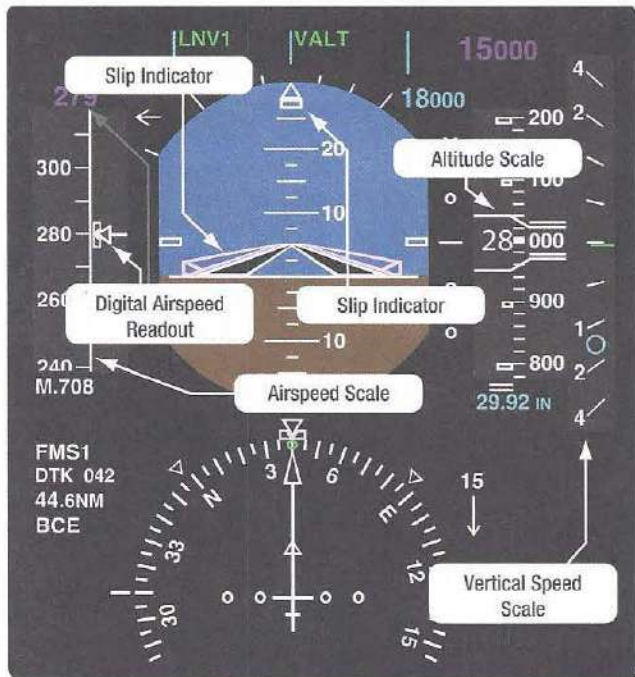 LNV1 VALT 15000
Slip Indicator
279 18000
4
2
300
280
260
240
M.708
20
10
10
Altitude Scale
200
100
28 000
900
800
29.92 IN
1
2
4
Digital Airspeed
Readout
Slip Indicator
Airspeed Scale
FMS1
DTK 042
44.6NM
BCE
N 3 6 E
33 12
30 15
15
Vertical Speed
Scale